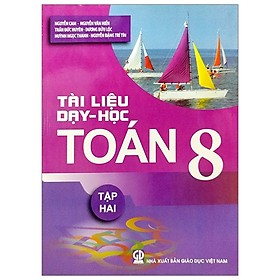 NGUYỄN CAM - NGUYỄN VĂN HIỂN
TRẦN ĐỨC HUYÊN - DƯƠNG BỬU LỘC
HUỲNH NGỌC THANH - NGUYỄN ĐẶNG TRÍ TÍN
TÀI LIỆU
DẠY-HỌC
TOÁN 8
TẬP
HAI
NHÀ XUẤT BẢN GIÁO DỤC VIỆT NAM